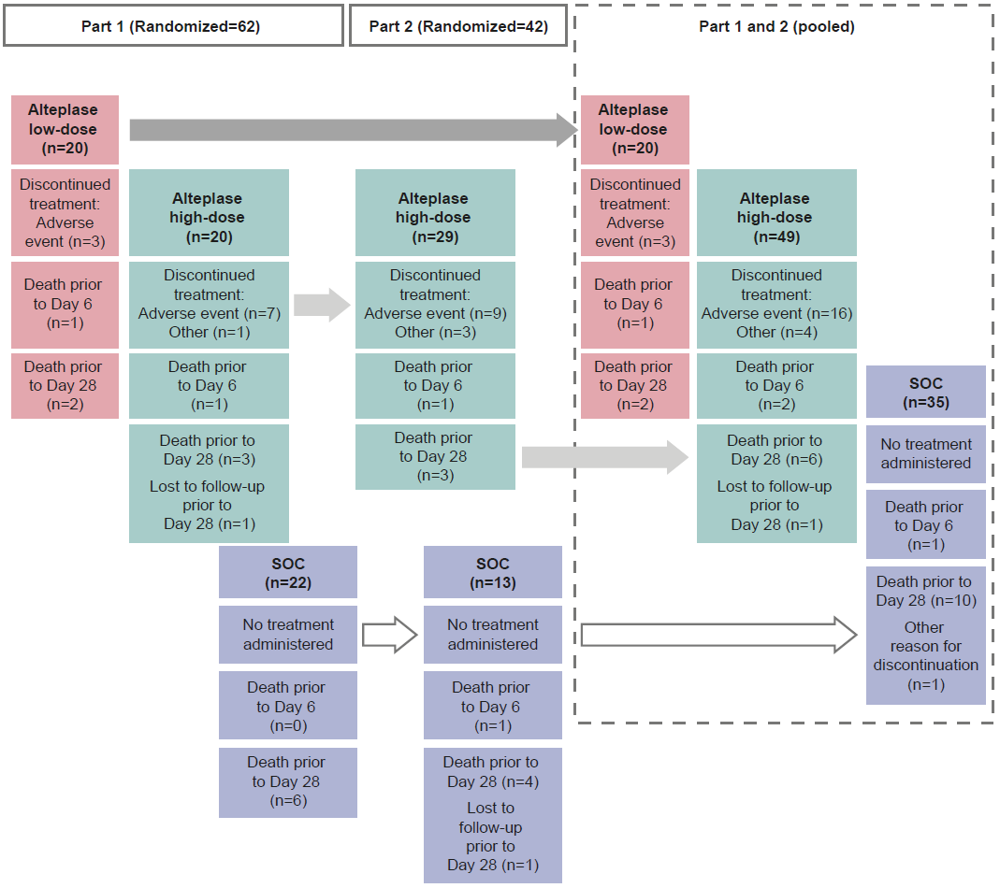 Part 1 (Randomized=62)
Part 2 (Randomized=42)
Part 1 and 2 (pooled)
Alteplase
low-dose
(n=20)
Discontinued
treatment:
Adverse
event (n=3)
Death prior
to Day 6
(n=1)
Death prior
to Day 28
(n=2)
Alteplase
high-dose
(n=20)
Discontinued
treatment:
Adverse event (n=7)
Other (n=1)
Death prior
to Day 6
(n=1)
Death prior to
Day 28 (n=3)
Lost to follow-up
prior to
Day 28 (n=1)
SOC
(n=22)
No treatment
administered
Death prior
to Day 6
(n=0)
Death prior
to Day 28
(n=6)
Alteplase
high-dose
(n=29)
Discontinued
treatment:
Adverse event (n=9)
Other (n=3)
Death prior
to Day 6
(n=1)
Death prior
to Day 28
(n=3)
SOC
(n=13)
No treatment
administered
Death prior
to Day 6
(n=1)
Death prior to
Day 28 (n=4)
Lost to
follow-up
prior to
Day 28 (n=1)
Alteplase
low-dose
(n=20)
Discontinued
treatment:
Adverse
event (n=3)
Death prior
to Day 6
(n=1)
Death prior
to Day 28
(n=2)
Alteplase
high-dose
(n=49)
Discontinued
treatment:
Adverse event (n=16)
Other (n=4)
Death prior
to Day 6
(n=2)
Death prior to
Day 28 (n=6)
Lost to follow-up
prior to
Day 28 (n=1)
SOC
(n=35)
No treatment
administered
Death prior
to Day 6
(n=1)
Death prior to
Day 28 (n=10)
Other
reason for
discontinuation
(n=1)